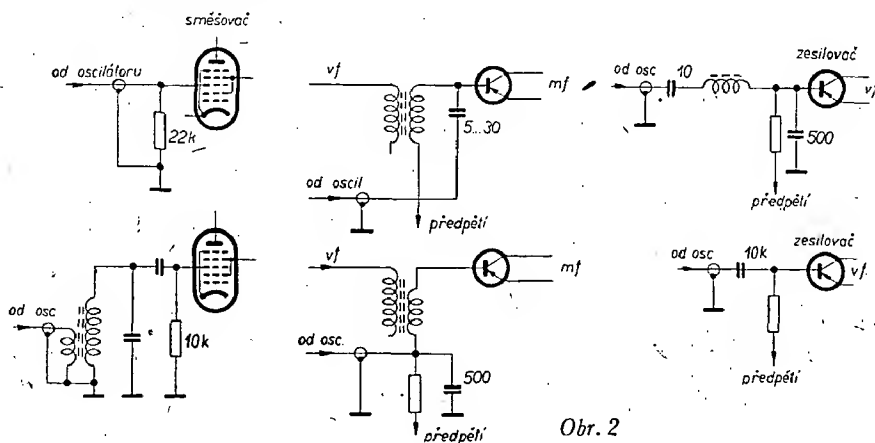 směšovač
od oscilátoru
22k
vf
mf
5...30
od oscil
předpětí
zesilovač
od osc
10
vf
500
předpětí
od osc
10k
vf
mf
od osc.
500
předpětí
zesilovač
od osc
10k
vf
předpětí
Obr. 2